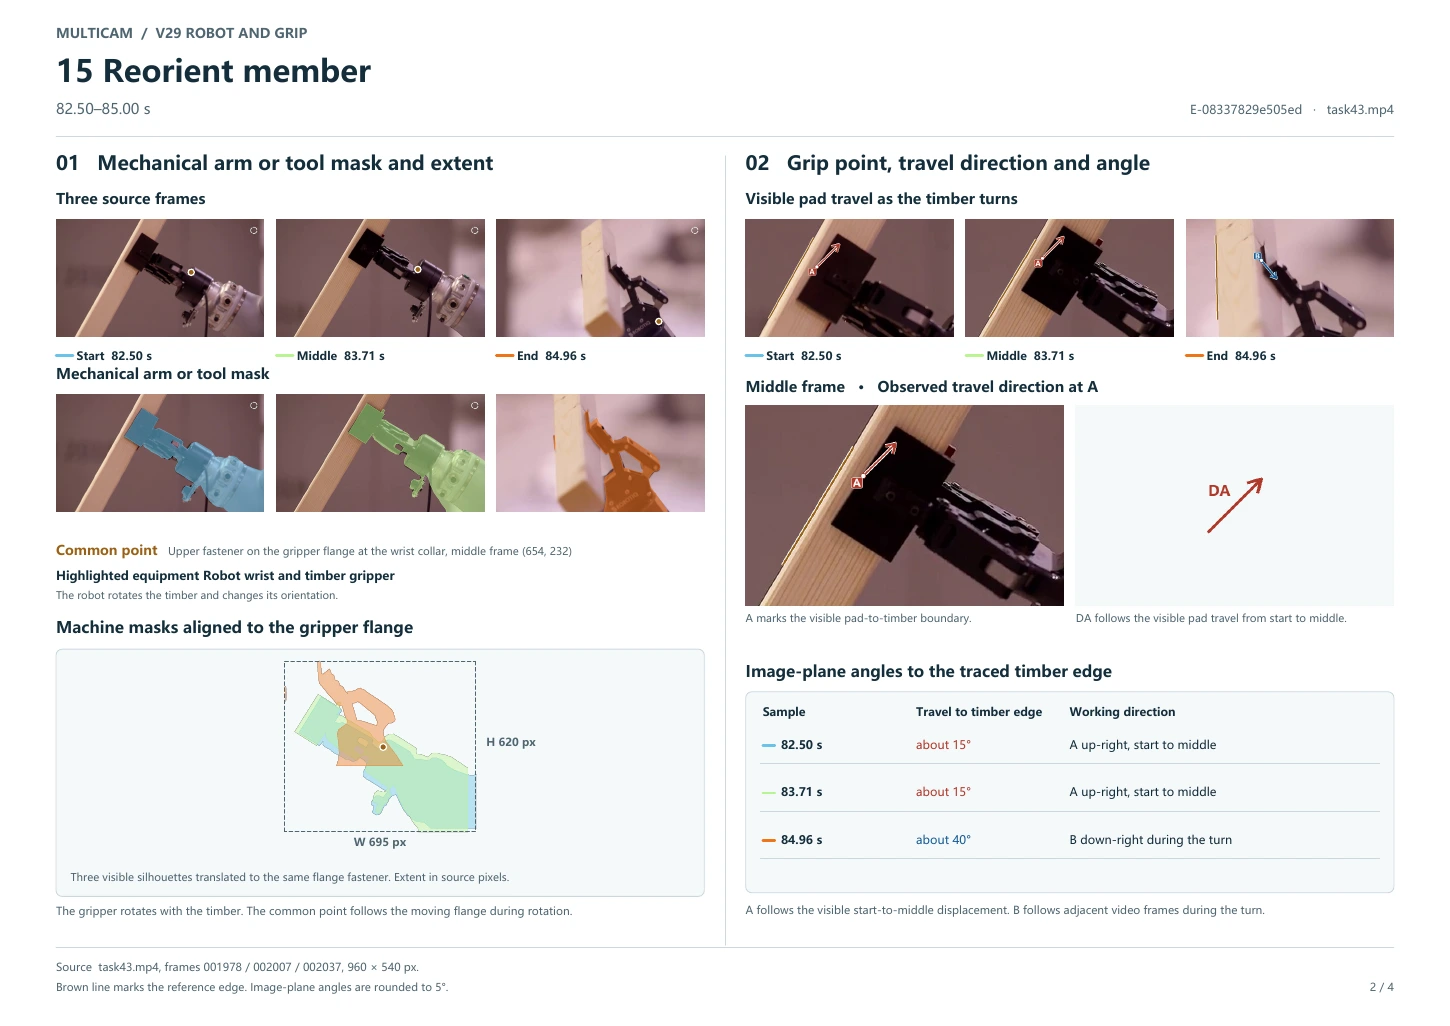 MULTICAM / V29 ROBOT AND GRIP
15 Reorient member
82.50–85.00 s
E-08337829e505ed · task43.mp4
01 Mechanical arm or tool mask and extent
Three source frames
Start 82.50 s
Middle 83.71 s
End 84.96 s
Mechanical arm or tool mask
Common point Upper fastener on the gripper flange at the wrist collar, middle frame (654, 232)
Highlighted equipment Robot wrist and timber gripper
The robot rotates the timber and changes its orientation.
Machine masks aligned to the gripper flange
H 620 px
W 695 px
Three visible silhouettes translated to the same flange fastener. Extent in source pixels.
The gripper rotates with the timber. The common point follows the moving flange during rotation.
02 Grip point, travel direction and angle
Visible pad travel as the timber turns
A
A
B
Start 82.50 s
Middle 83.71 s
End 84.96 s
Middle frame • Observed travel direction at A
A
DA
A marks the visible pad-to-timber boundary.
DA follows the visible pad travel from start to middle.
Image-plane angles to the traced timber edge
Sample Travel to timber edge Working direction
82.50 s about 15° A up-right, start to middle
83.71 s about 15° A up-right, start to middle
84.96 s about 40° B down-right during the turn
A follows the visible start-to-middle displacement. B follows adjacent video frames during the turn.
Source task43.mp4, frames 001978 / 002007 / 002037, 960 × 540 px.
Brown line marks the reference edge. Image-plane angles are rounded to 5°.
2 / 4